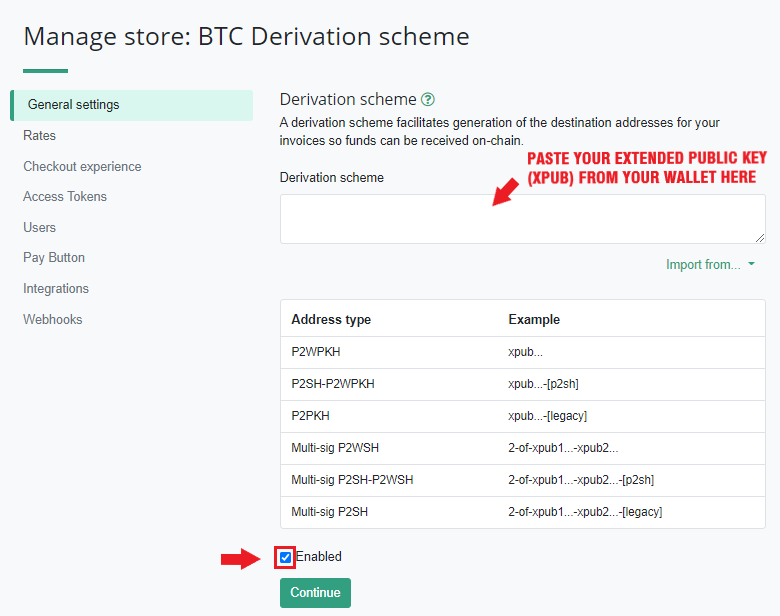 Manage store: BTC Derivation scheme
General settings
Rates
Checkout experience
Access Tokens
Users
Pay Button
Integrations
Webhooks
Derivation scheme ?
A derivation scheme facilitates generation of the destination addresses for your
invoices so funds can be received on-chain.
PASTE YOUR EXTENDED PUBLIC KEY
(XPUB) FROM YOUR WALLET HERE
Derivation scheme
Import from...
Address type Example
P2WPKH xpub...
P2SH-P2WPKH xpub...-[p2sh]
P2PKH xpub...-[legacy]
Multi-sig P2WSH 2-of-xpub1...-xpub2...
Multi-sig P2SH-P2WSH 2-of-xpub1...-xpub2...-[p2sh]
Multi-sig P2SH 2-of-xpub1...-xpub2...-[legacy]
Enabled
Continue